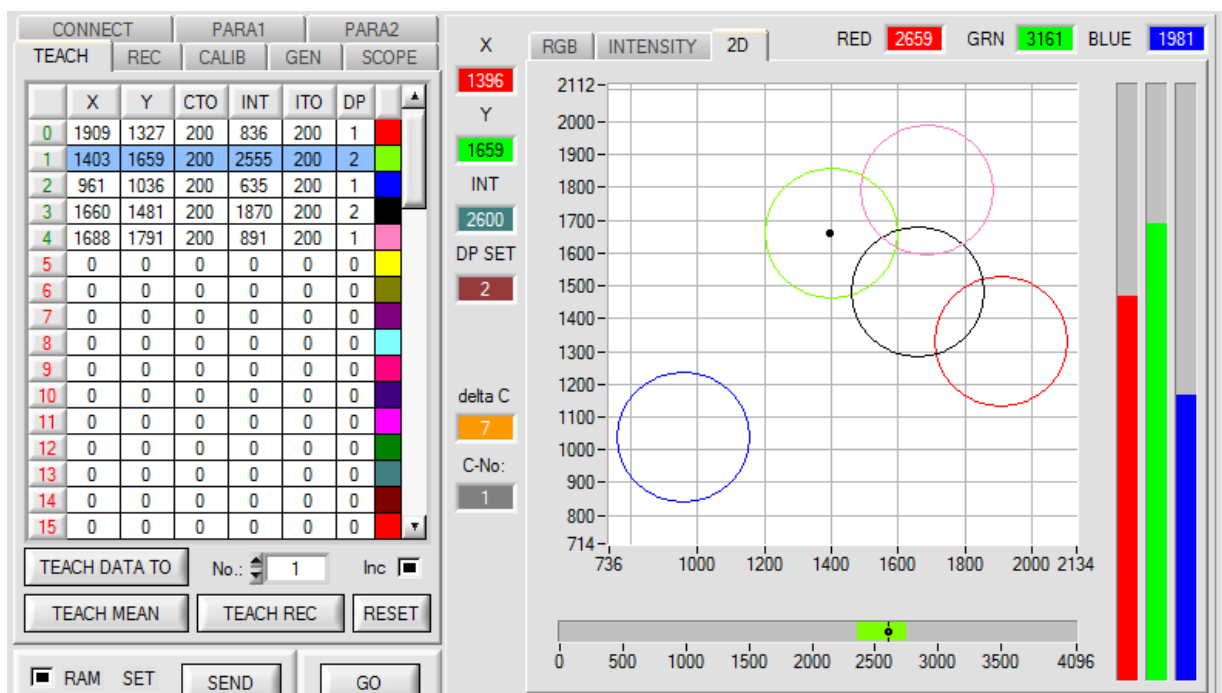 CONNECT PARA1 PARA2
TEACH REC CALIB GEN SCOPE
X Y CTO INT ITO DP
0 1909 1327 200 836 200 1
1 1403 1659 200 2555 200 2
2 961 1036 200 635 200 1
3 1660 1481 200 1870 200 2
4 1688 1791 200 891 200 1
5 0 0 0 0 0 0
6 0 0 0 0 0 0
7 0 0 0 0 0 0
8 0 0 0 0 0 0
9 0 0 0 0 0 0
10 0 0 0 0 0 0
11 0 0 0 0 0 0
12 0 0 0 0 0 0
13 0 0 0 0 0 0
14 0 0 0 0 0 0
15 0 0 0 0 0 0
TEACH DATA TO No.: 1 Inc
TEACH MEAN TEACH REC RESET
RAM SET SEND GO
X
1396
Y
1659
INT
2600
DP SET
2
delta C
7
C-No:
1
RGB INTENSITY 2D RED 2659 GRN 3161 BLUE 1981
2112
2000
1900
1800
1700
1600
1500
1400
1300
1200
1100
1000
900
800
714
736 1000 1200 1400 1600 1800 2000 2134
0 500 1000 1500 2000 2500 3000 3500 4096